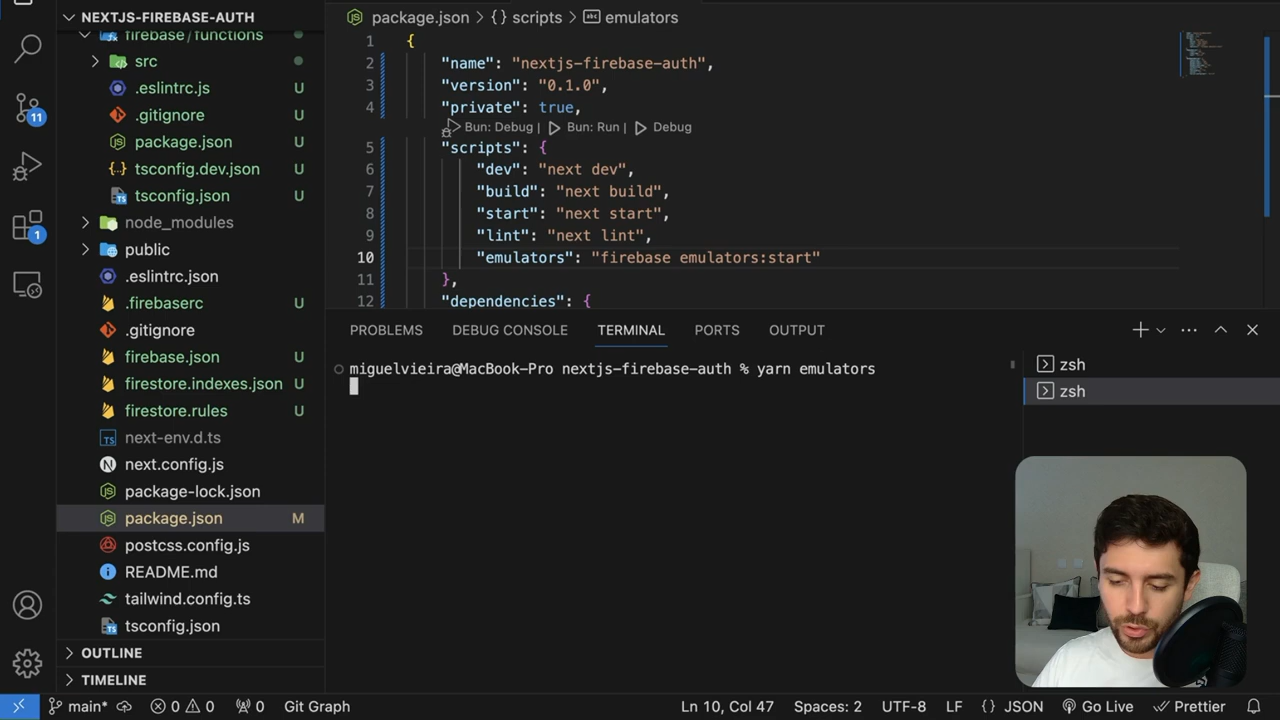 NEXTJS-FIREBASE-AUTH
firebase/functions
src
.eslintrc.js U
.gitignore U
package.json U
tsconfig.dev.json U
tsconfig.json U
node_modules
public
.eslintrc.json
.firebaserc U
.gitignore
firebase.json U
firestore.indexes.json U
firestore.rules U
next-env.d.ts
next.config.js
package-lock.json
package.json M
postcss.config.js
README.md
tailwind.config.ts
tsconfig.json
OUTLINE
TIMELINE
11
1
package.json > {} scripts > abc emulators
1 {
2 "name": "nextjs-firebase-auth",
3 "version": "0.1.0",
4 "private": true,
Bun: Debug | Bun: Run | Debug
5 "scripts": {
6 "dev": "next dev",
7 "build": "next build",
8 "start": "next start",
9 "lint": "next lint",
10 "emulators": "firebase emulators:start"
11 },
12 "dependencies": {
PROBLEMS DEBUG CONSOLE TERMINAL PORTS OUTPUT
miguelvieira@MacBook-Pro nextjs-firebase-auth % yarn emulators
zsh
zsh
main* 0 0 0 Git Graph Ln 10, Col 47 Spaces: 2 UTF-8 LF {} JSON Go Live Prettier